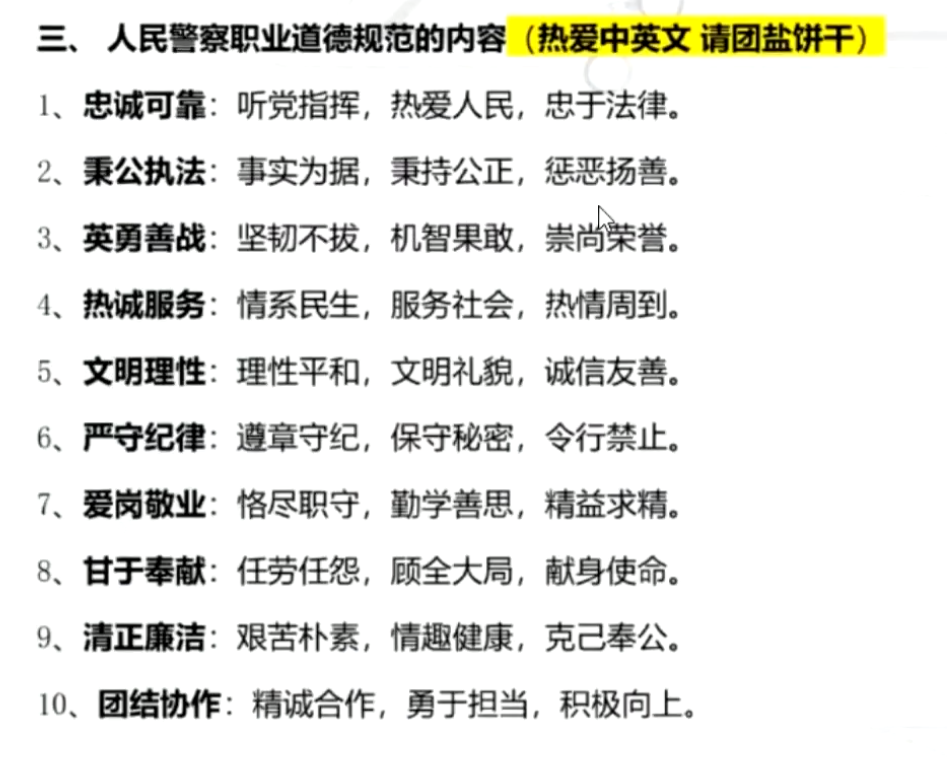 三、 人民警察职业道德规范的内容（热爱中英文 请团盐饼干）
1、忠诚可靠：听党指挥，热爱人民，忠于法律。
2、秉公执法：事实为据，秉持公正，惩恶扬善。
3、英勇善战：坚韧不拔，机智果敢，崇尚荣誉。
4、热诚服务：情系民生，服务社会，热情周到。
5、文明理性：理性平和，文明礼貌，诚信友善。
6、严守纪律：遵章守纪，保守秘密，令行禁止。
7、爱岗敬业：恪尽职守，勤学善思，精益求精。
8、甘于奉献：任劳任怨，顾全大局，献身使命。
9、清正廉洁：艰苦朴素，情趣健康，克己奉公。
10、团结协作：精诚合作，勇于担当，积极向上。